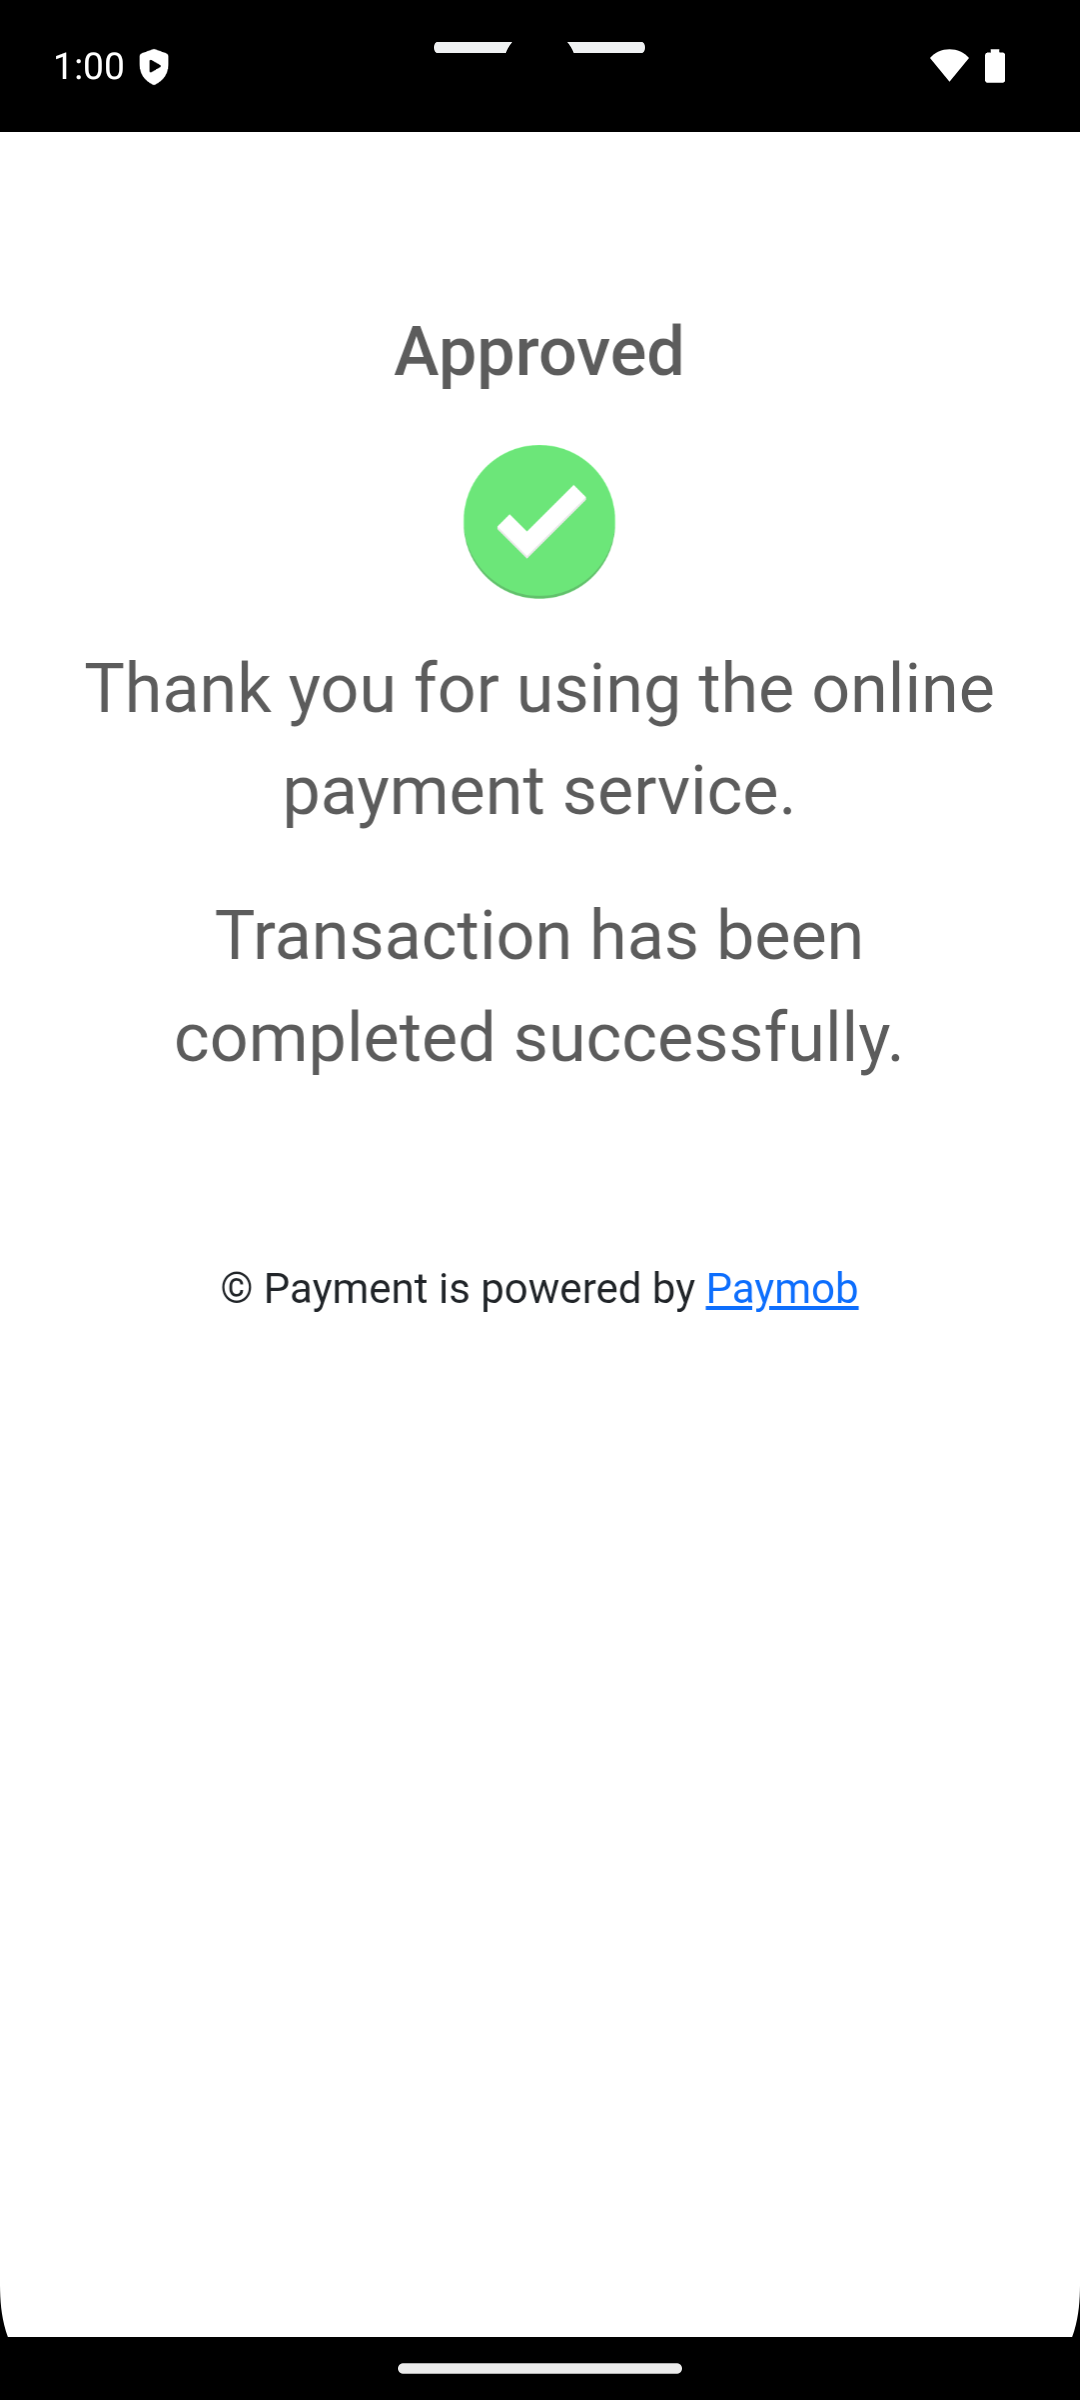 1:00
Approved
Thank you for using the online
payment service.
Transaction has been
completed successfully.
© Payment is powered by Paymob